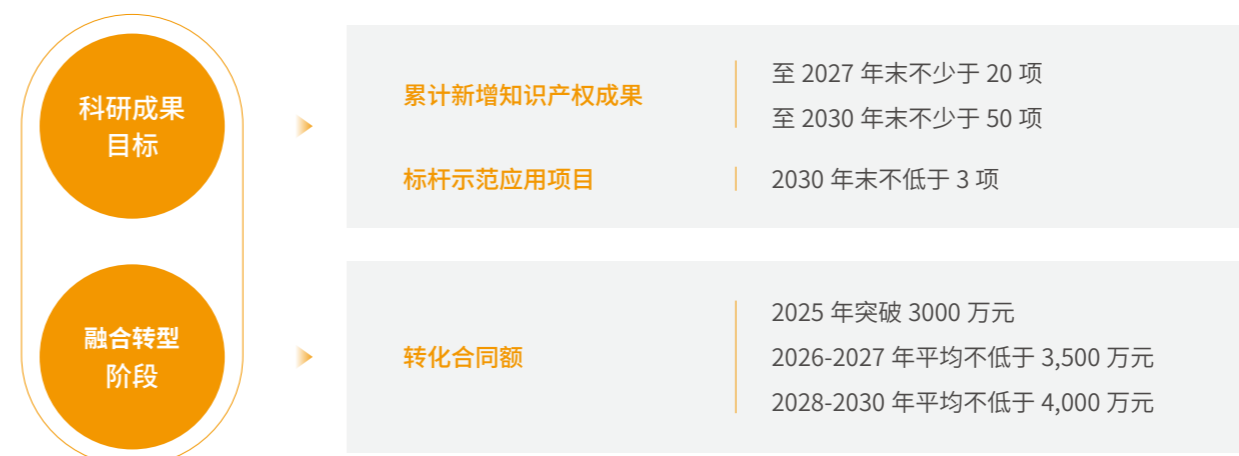 科研成果
目标
累计新增知识产权成果
至 2027 年末不少于 20 项
至 2030 年末不少于 50 项
标杆示范应用项目
2030 年末不低于 3 项
融合转型
阶段
转化合同额
2025 年突破 3000 万元
2026-2027 年平均不低于 3,500 万元
2028-2030 年平均不低于 4,000 万元